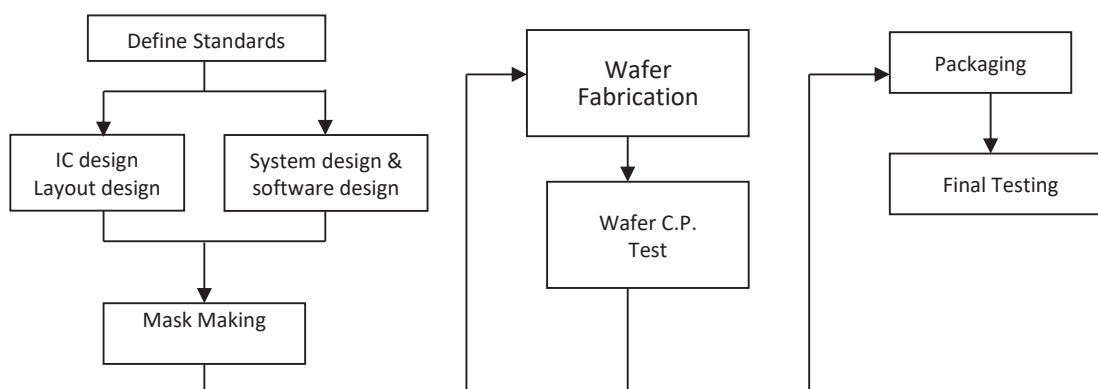 Define Standards
IC design
Layout design
System design &
software design
Mask Making
Wafer
Fabrication
Wafer C.P.
Test
Packaging
Final Testing